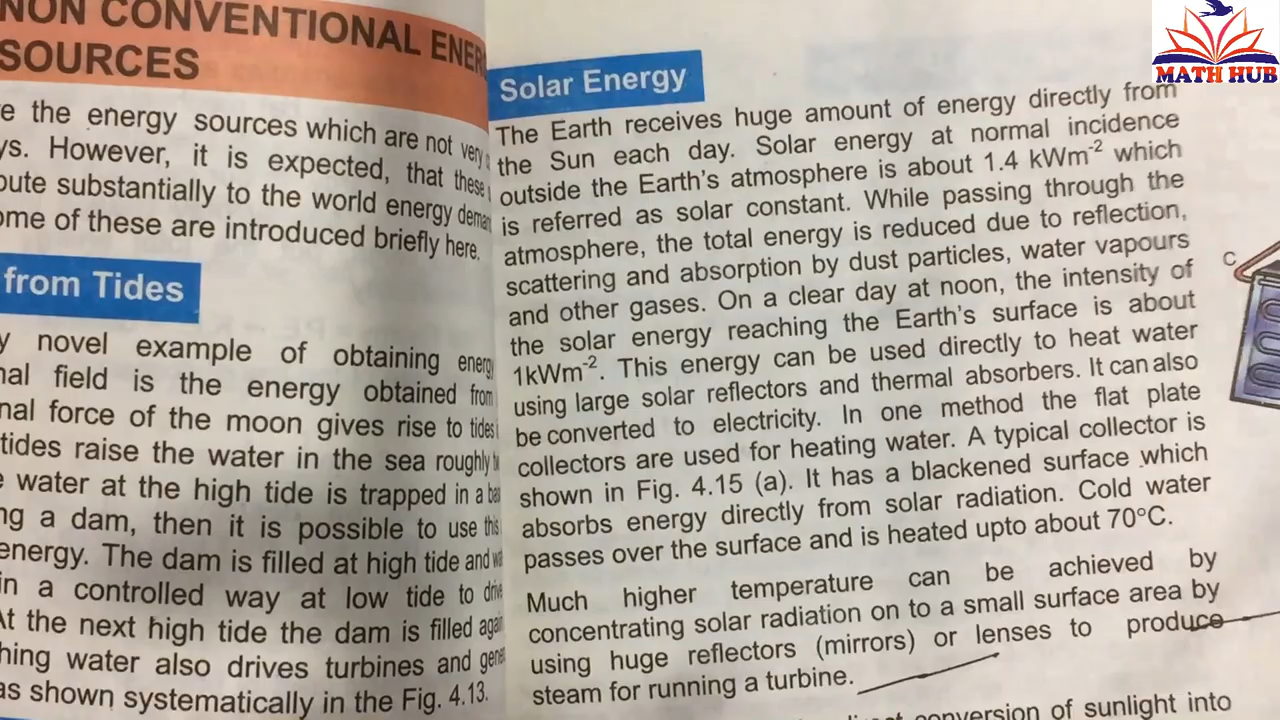 NON CONVENTIONAL
SOURCES
the energy sources which are not very
However, it is expected, that these
substantially to the world energy
of these are introduced briefly here.
from Tides
novel example of obtaining energy
field is the energy obtained from
force of the moon gives rise to tides
tides raise the water in the sea roughly
water at the high tide is trapped in a
a dam, then it is possible to use this
energy. The dam is filled at high tide and
in a controlled way at low tide to
At the next high tide the dam is filled
water also drives turbines and
as shown systematically in the Fig. 4.13.
Solar Energy
The Earth receives huge amount of energy directly from
the Sun each day. Solar energy at normal incidence
outside the Earth's atmosphere is about 1.4 kWm⁻² which
is referred as solar constant. While passing through the
atmosphere, the total energy is reduced due to reflection,
scattering and absorption by dust particles, water vapours
and other gases. On a clear day at noon, the intensity of
the solar energy reaching the Earth's surface is about
1kWm⁻². This energy can be used directly to heat water
using large solar reflectors and thermal absorbers. It can also
be converted to electricity. In one method the flat plate
collectors are used for heating water. A typical collector is
shown in Fig. 4.15 (a). It has a blackened surface which
absorbs energy directly from solar radiation. Cold water
passes over the surface and is heated upto about 70°C.
Much higher temperature can be achieved by
concentrating solar radiation on to a small surface area by
using huge reflectors (mirrors) or lenses to produce
steam for running a turbine.
conversion of sunlight into
C
MATH HUB